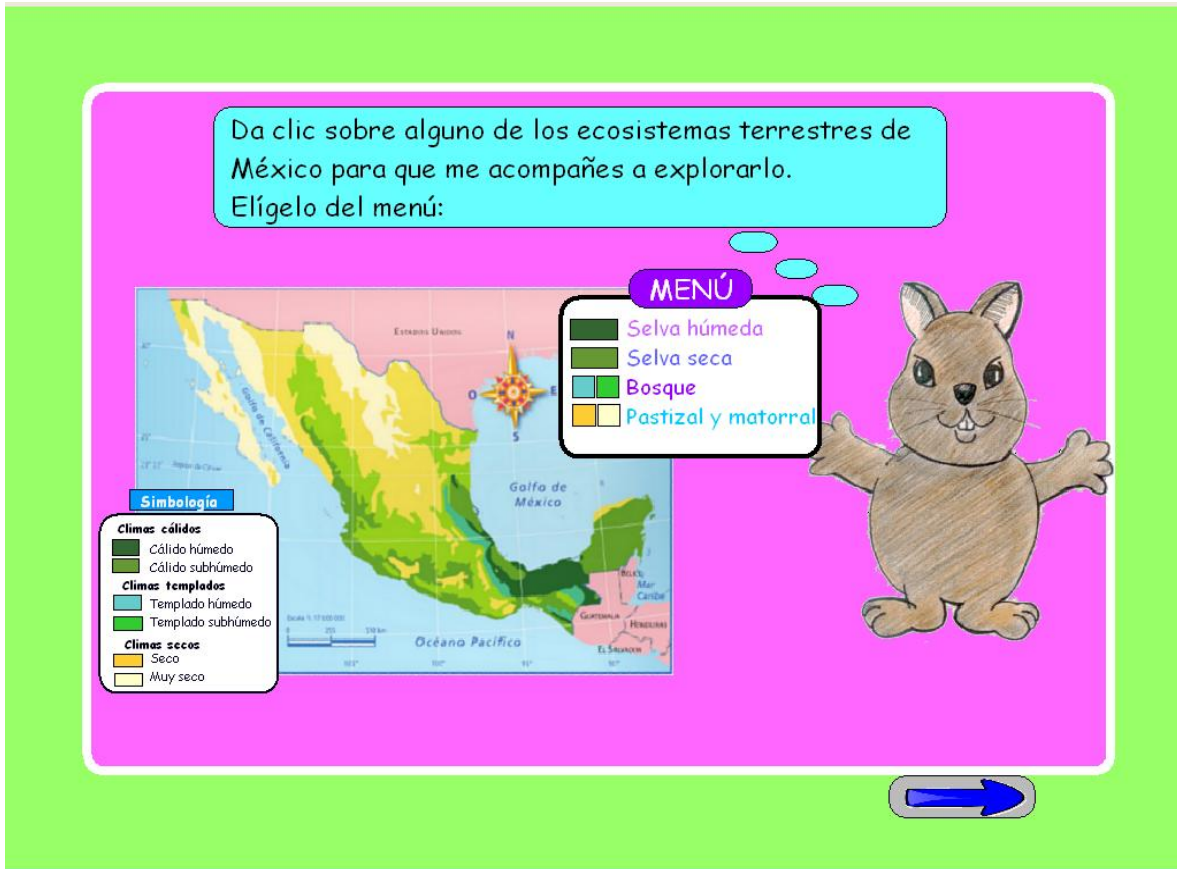 Da clic sobre alguno de los ecosistemas terrestres de
México para que me acompañes a explorarlo.
Elígelo del menú:
MENÚ
Selva húmeda
Selva seca
Bosque
Pastizal y matorral
Estados Unidos
N
O
E
S
Golfo de California
Golfo de
México
Belice
Mar
Caribe
Guatemala
Honduras
El Salvador
Océano Pacífico
Simbología
Climas cálidos
Cálido húmedo
Cálido subhúmedo
Climas templados
Templado húmedo
Templado subhúmedo
Climas secos
Seco
Muy seco